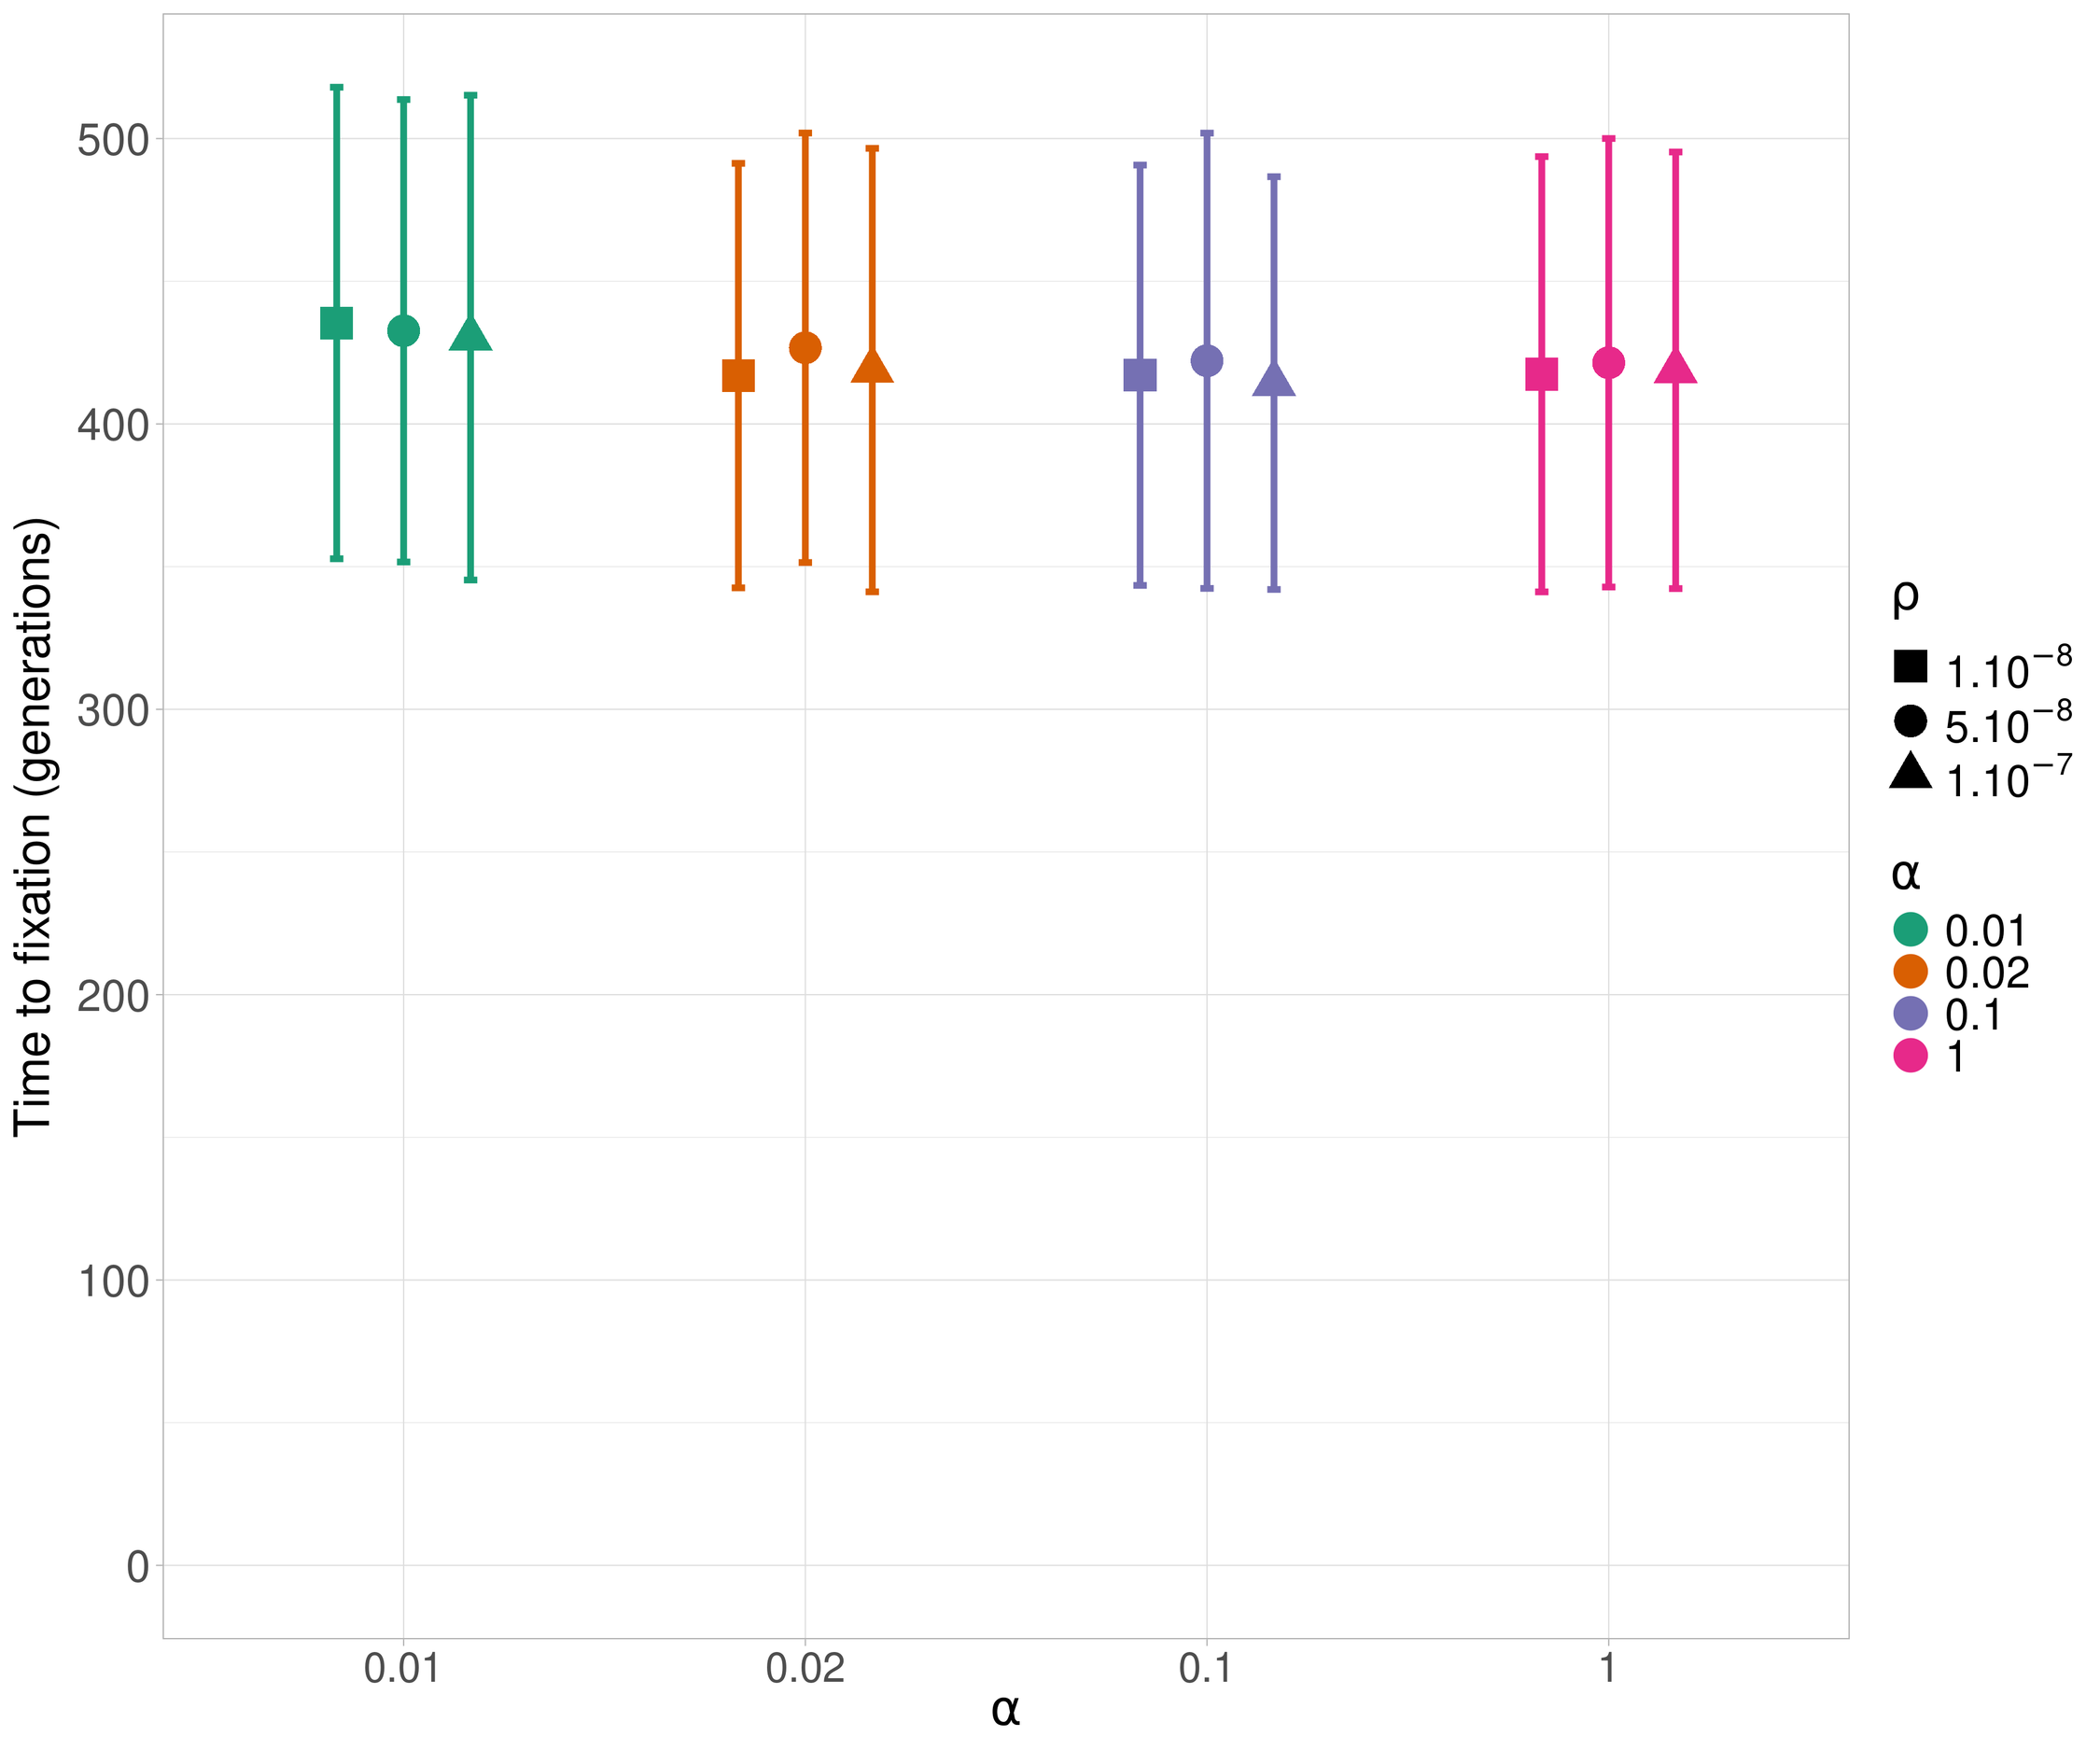 Time to fixation (generations)
500
400
300
200
100
0
0.01 0.02 0.1 1
α
ρ
1.10⁻⁸
5.10⁻⁸
1.10⁻⁷
α
0.01
0.02
0.1
1